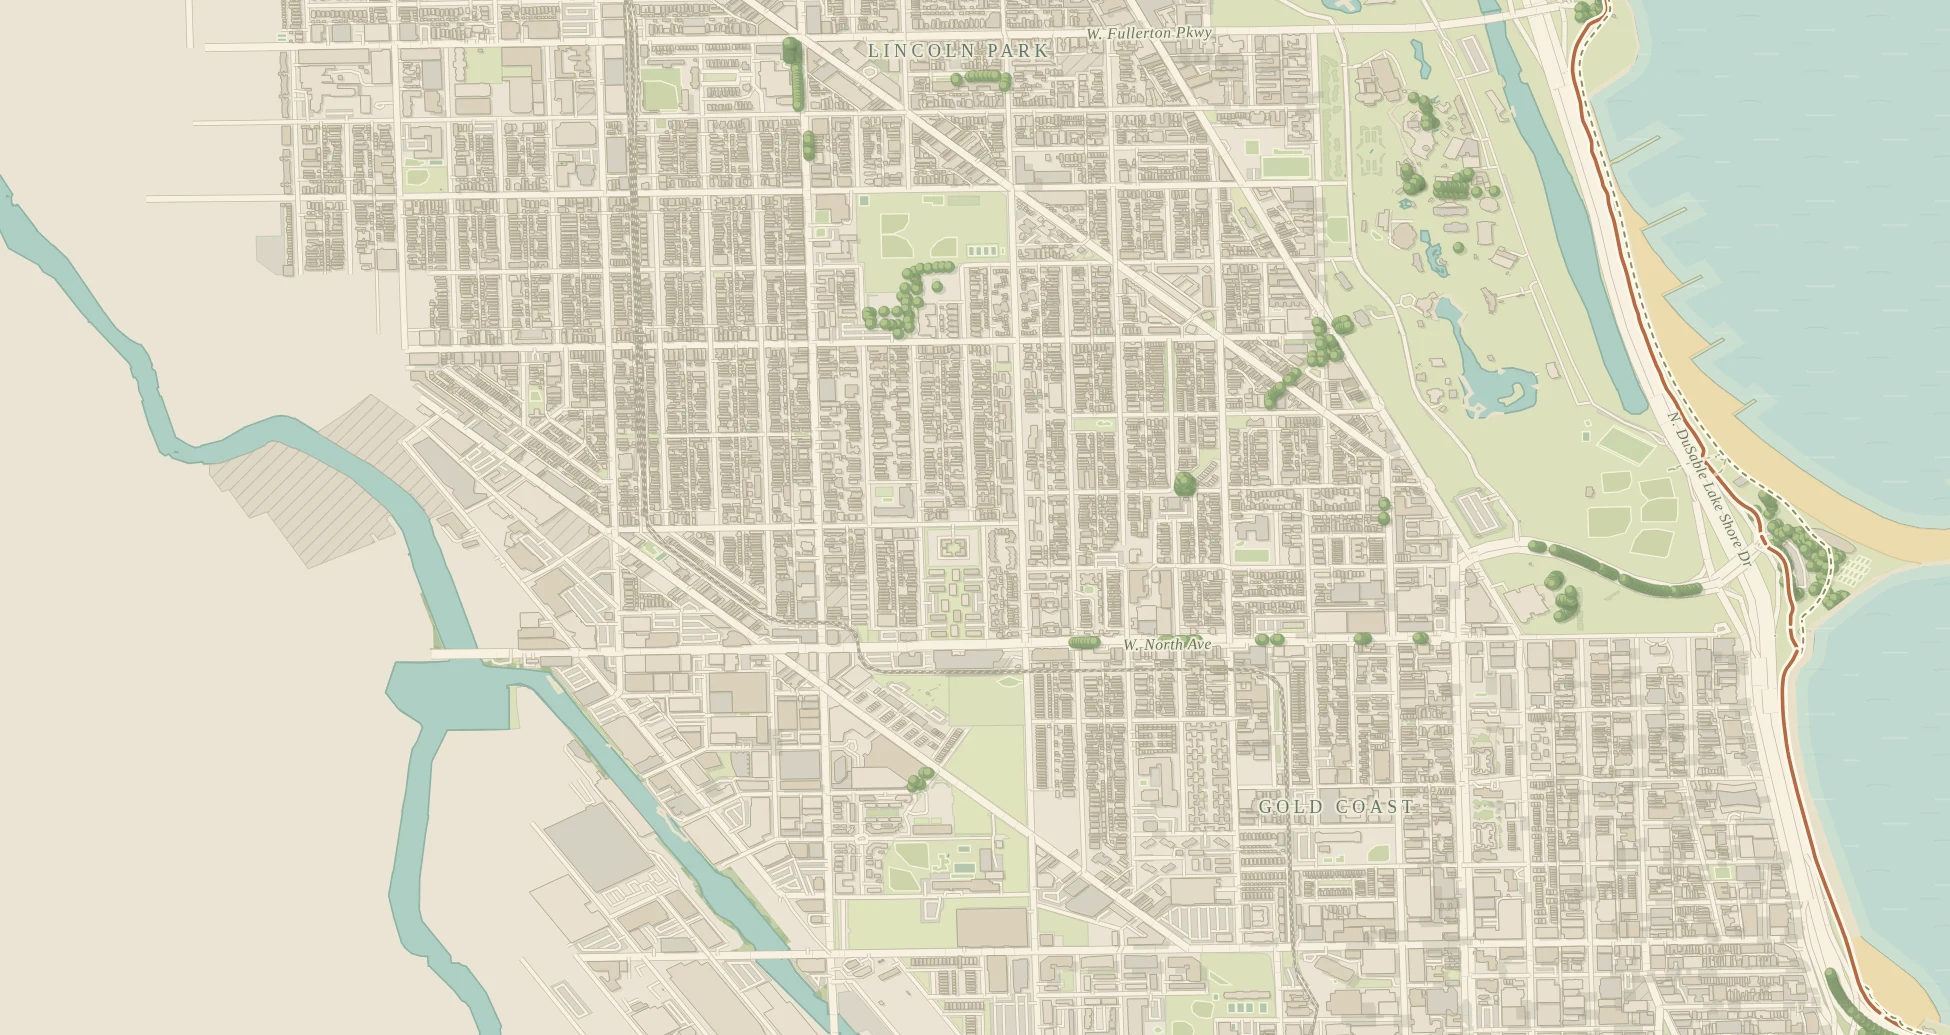 W. Fullerton Pkwy
LINCOLN PARK
N. DuSable Lake Shore Dr
W. North Ave
GOLD COAST